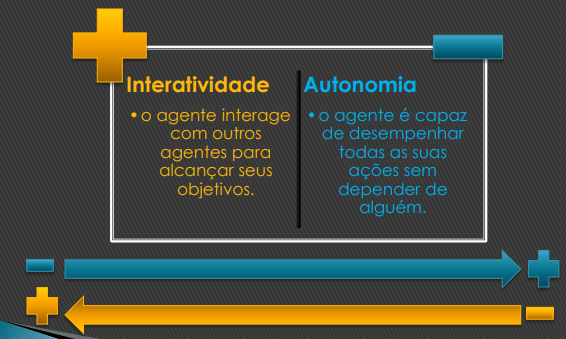 Interatividade
• o agente interage
com outros
agentes para
alcançar seus
objetivos.
Autonomia
• o agente é capaz
de desempenhar
todas as suas
ações sem
depender de
alguém.